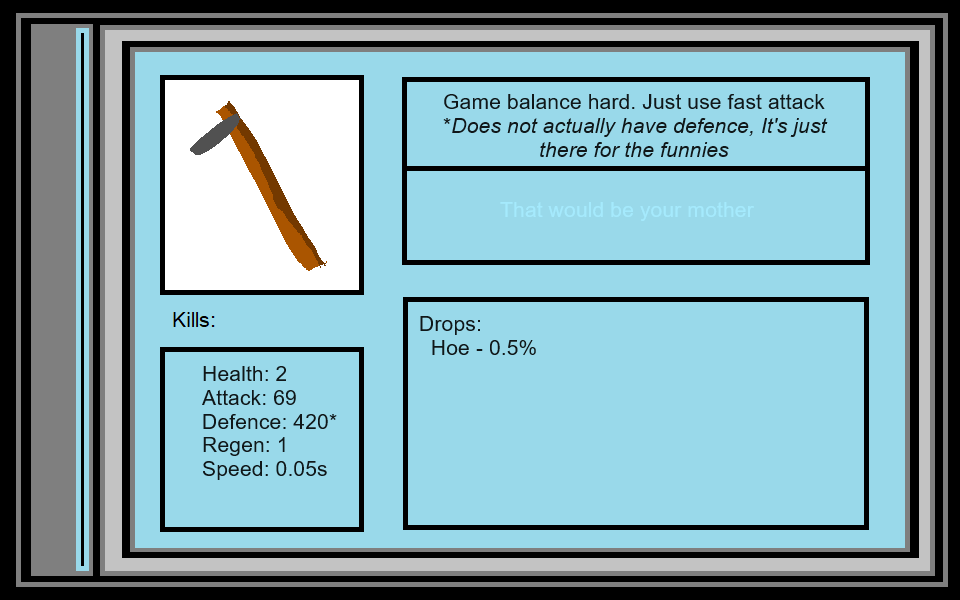 Game balance hard. Just use fast attack
*Does not actually have defence, It's just
there for the funnies
That would be your mother
Kills:
Health: 2
Attack: 69
Defence: 420*
Regen: 1
Speed: 0.05s
Drops:
Hoe - 0.5%